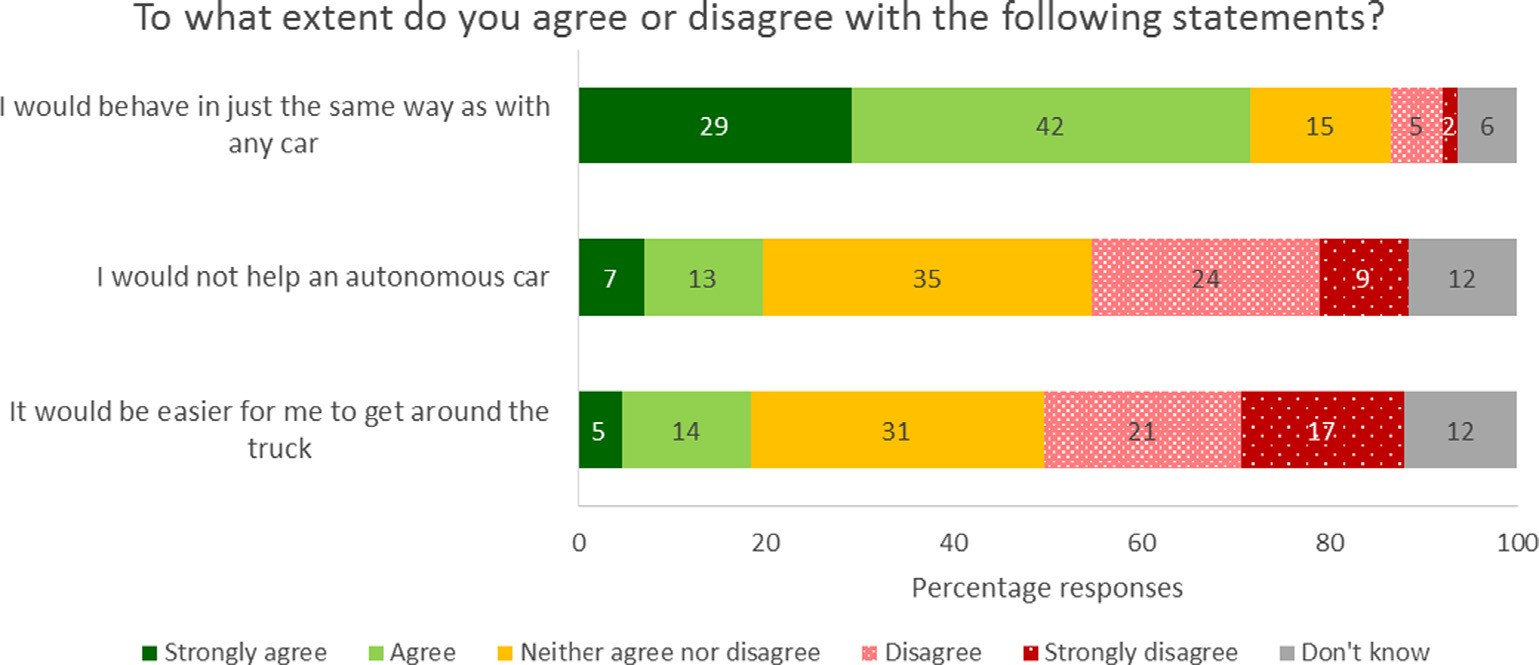 To what extent do you agree or disagree with the following statements?
I would behave in just the same way as with
any car
29 42 15 5 2 6
I would not help an autonomous car
7 13 35 24 9 12
It would be easier for me to get around the
truck
5 14 31 21 17 12
0 20 40 60 80 100
Percentage responses
Strongly agree Agree Neither agree nor disagree Disagree Strongly disagree Don't know